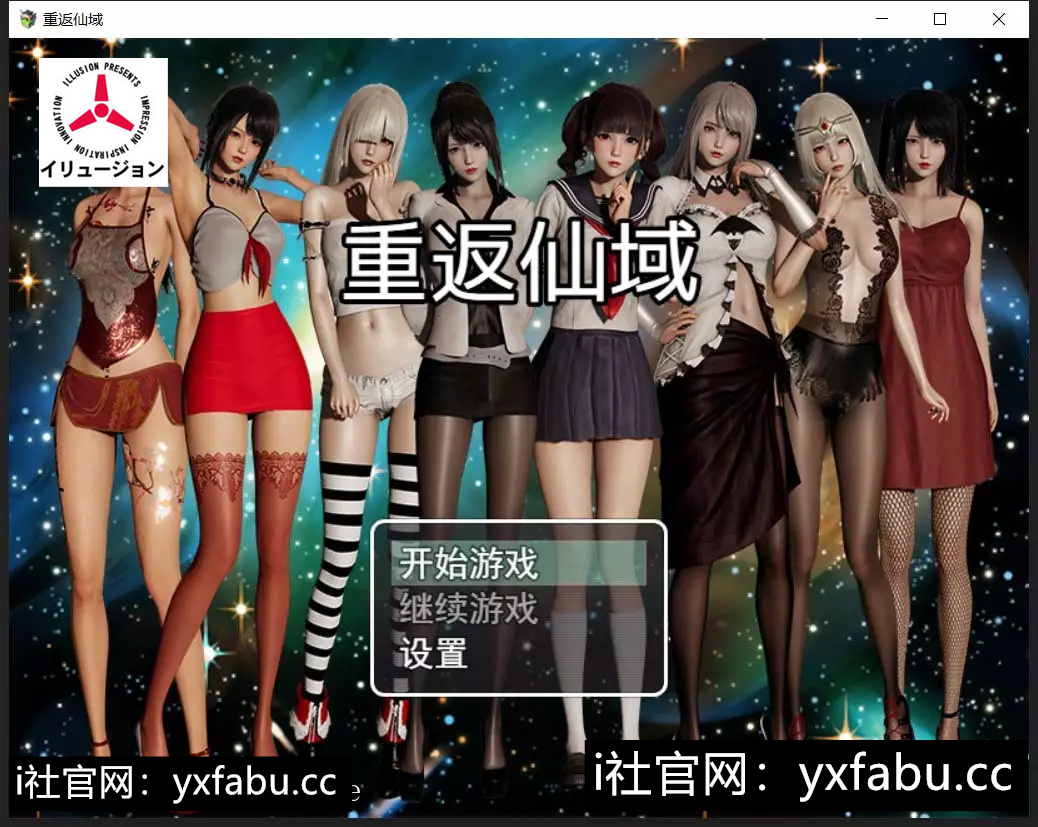 重返仙域
ILLUSION PRESENTS
IMPRESSION INSPIRATION INNOVATION
イリュージョン
重返仙域
开始游戏
继续游戏
设置
i社官网：yxfabu.cc
e
i社官网：yxfabu.cc